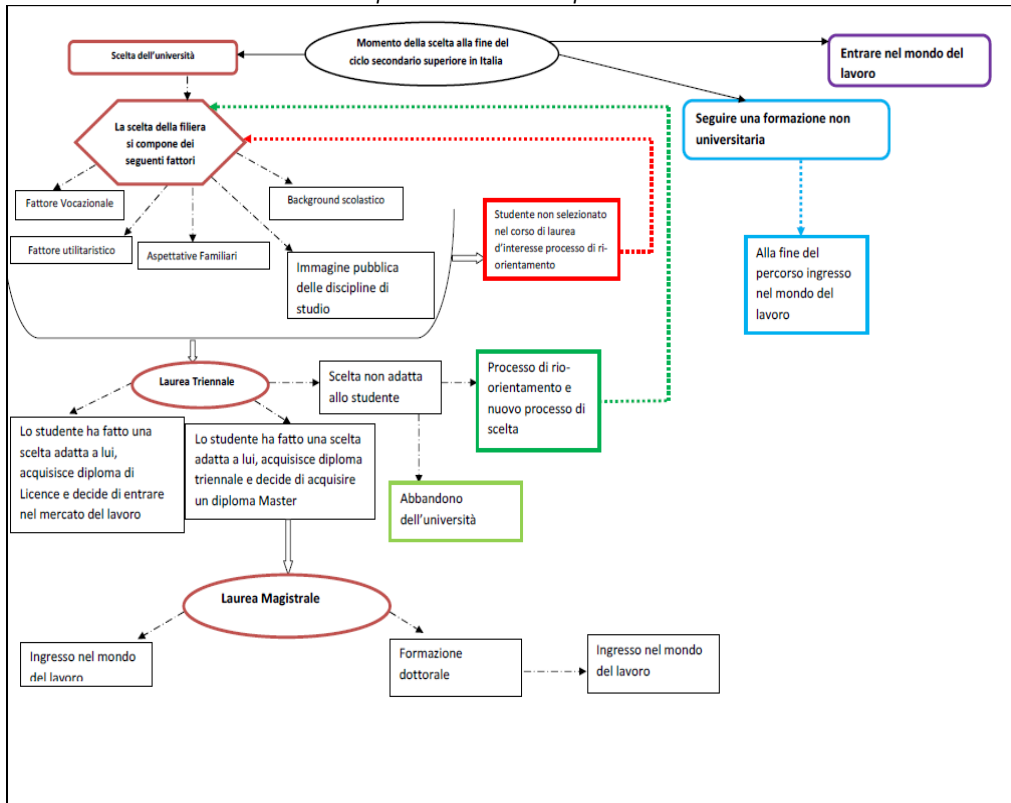 Momento della scelta alla fine del
ciclo secondario superiore in Italia
Scelta dell'università
Entrare nel mondo del
lavoro
La scelta della filiera
si compone dei
seguenti fattori
Seguire una formazione non
universitaria
Fattore Vocazionale
Background scolastico
Fattore utilitaristico
Aspettative Familiari
Immagine pubblica
delle discipline di
studio
Studente non selezionato
nel corso di laurea
d'interesse processo di ri-
orientamento
Alla fine del
percorso ingresso
nel mondo del
lavoro
Laurea Triennale
Scelta non adatta
allo studente
Processo di rio-
orientamento e
nuovo processo di
scelta
Lo studente ha fatto una
scelta adatta a lui,
acquisisce diploma di
Licence e decide di entrare
nel mercato del lavoro
Lo studente ha fatto una scelta
adatta a lui, acquisisce diploma
triennale e decide di acquisire
un diploma Master
Abbandono
dell'università
Laurea Magistrale
Ingresso nel mondo
del lavoro
Formazione
dottorale
Ingresso nel mondo
del lavoro